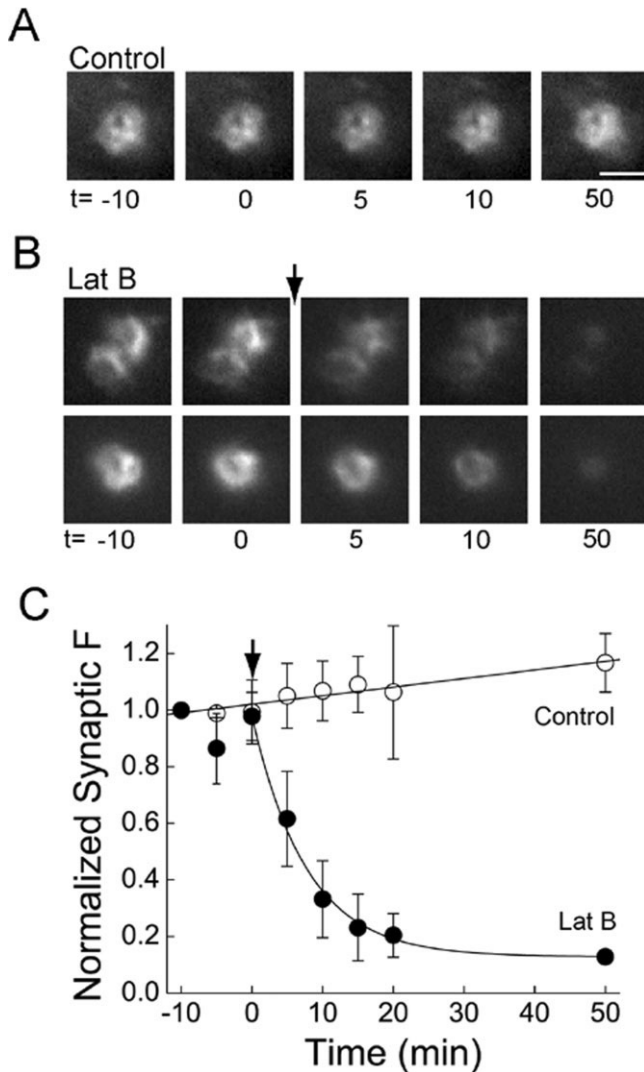 A
Control
t= -10 0 5 10 50
B
Lat B
t= -10 0 5 10 50
C
Normalized Synaptic F
1.2
1.0
0.8
0.6
0.4
0.2
0.0
Control
Lat B
-10 0 10 20 30 40 50
Time (min)